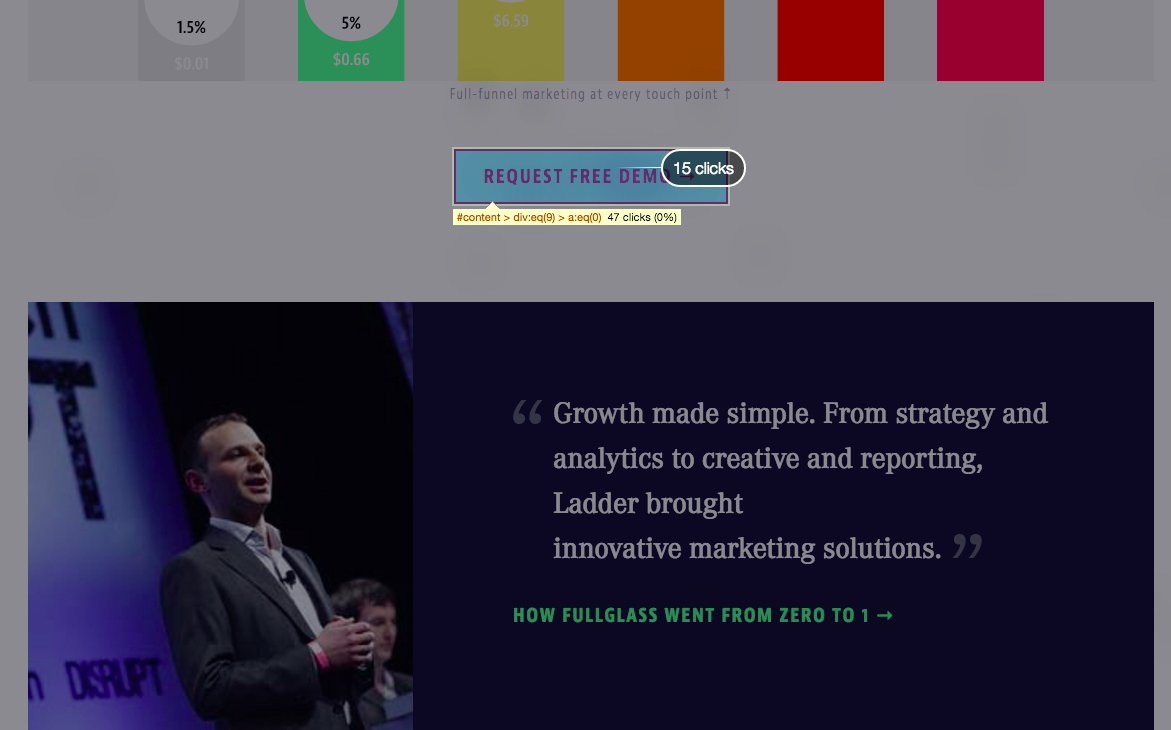 1.5%
5%
$0.01
$0.66
$6.59
Full-funnel marketing at every touch point ↑
REQUEST FREE DEMO →
15 clicks
#content > div:eq(9) > a:eq(0) 47 clicks (0%)
“ Growth made simple. From strategy and
analytics to creative and reporting,
Ladder brought
innovative marketing solutions. ”
HOW FULLGLASS WENT FROM ZERO TO 1 →
DISRUPT